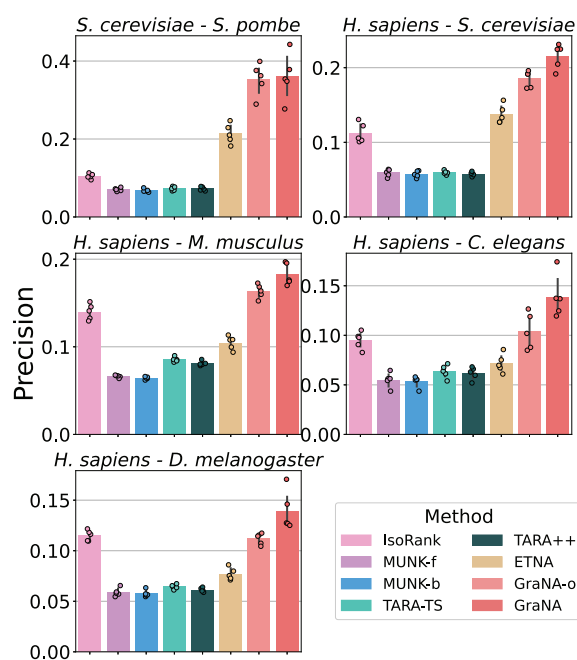 S. cerevisiae - S. pombe
H. sapiens - S. cerevisiae
0.4
0.2
0.0
0.2
0.1
0.0
H. sapiens - M. musculus
H. sapiens - C. elegans
0.2
0.1
0.0
0.15
0.10
0.05
0.00
Precision
H. sapiens - D. melanogaster
0.15
0.10
0.05
0.00
Method
IsoRank
MUNK-f
MUNK-b
TARA-TS
TARA++
ETNA
GraNA-o
GraNA